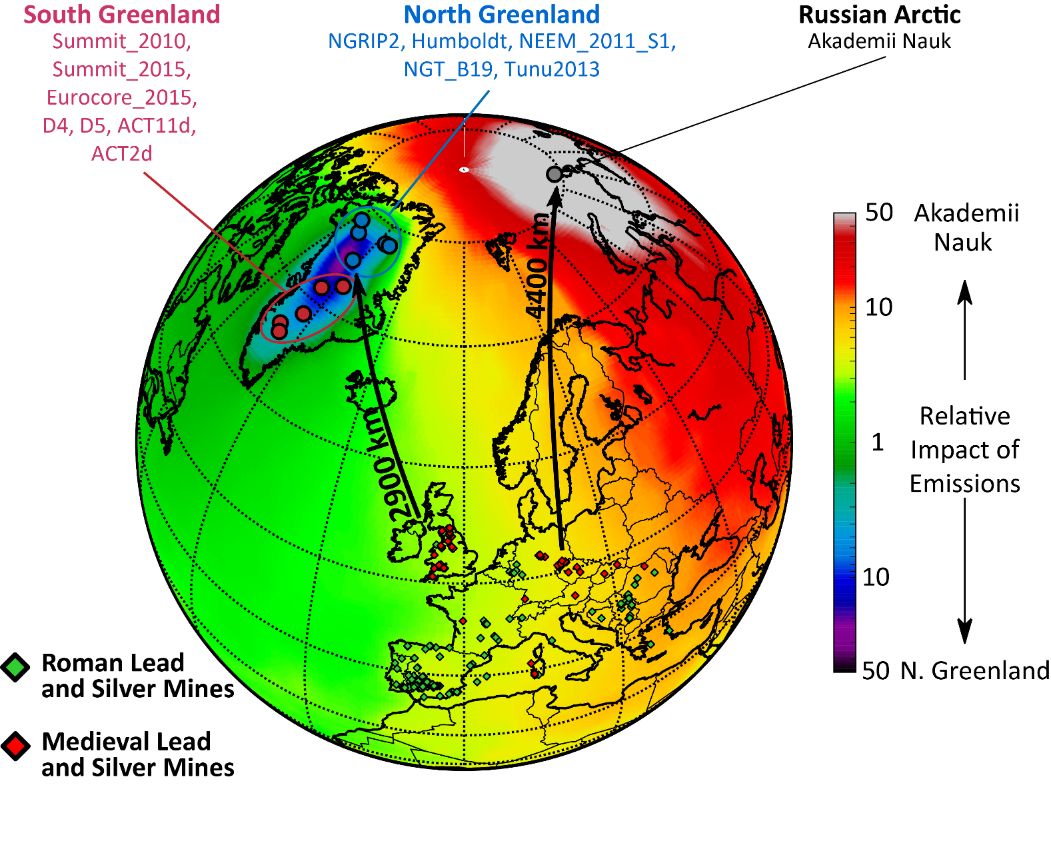 South Greenland
Summit_2010,
Summit_2015,
Eurocore_2015,
D4, D5, ACT11d,
ACT2d
North Greenland
NGRIP2, Humboldt, NEEM_2011_S1,
NGT_B19, Tunu2013
Russian Arctic
Akademii Nauk
4400 km
2900 km
50
10
1
10
50
Akademii
Nauk
Relative
Impact of
Emissions
N. Greenland
Roman Lead
and Silver Mines
Medieval Lead
and Silver Mines